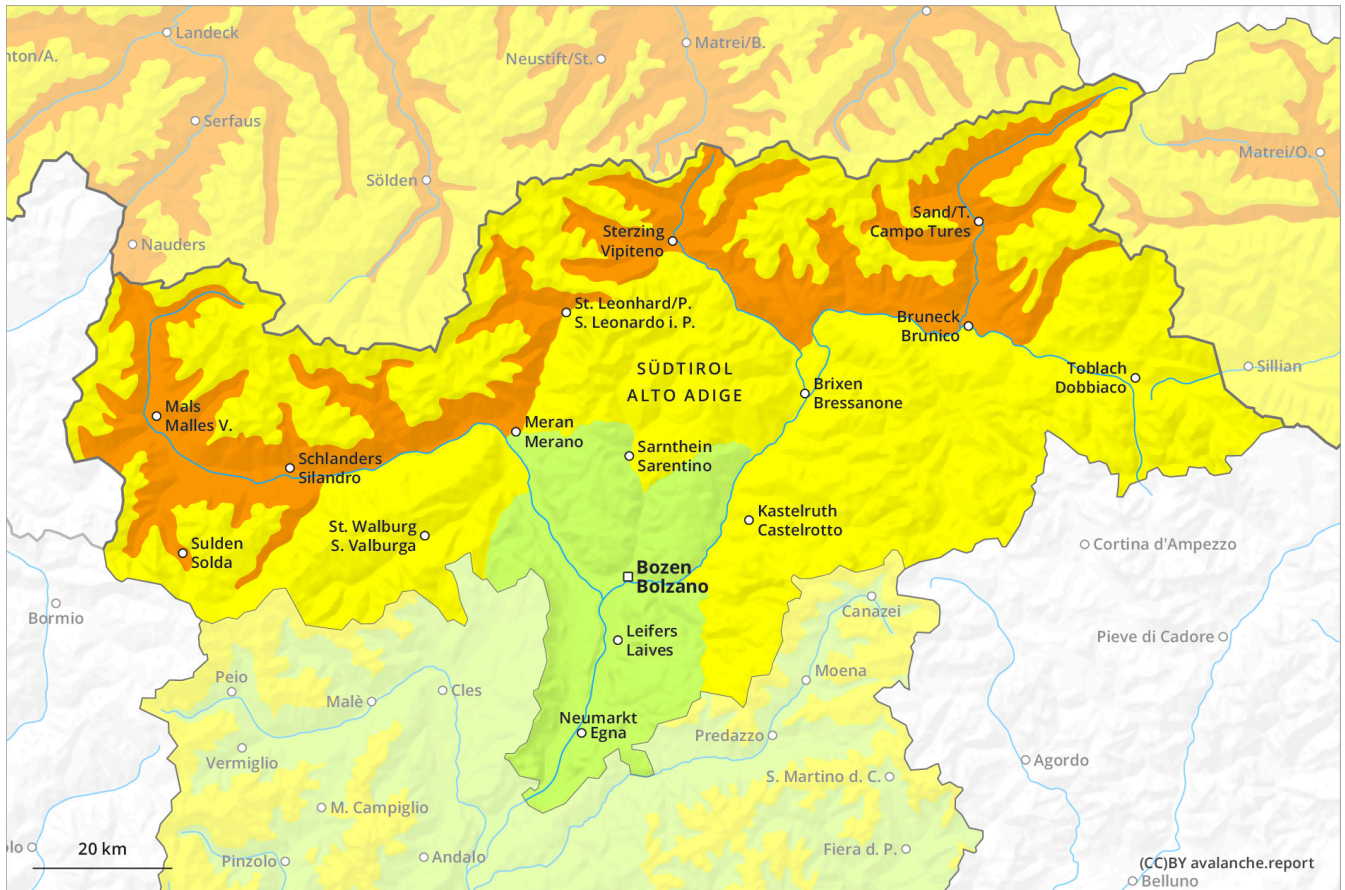 Landeck
nton/A.
Matrei/B.
Neustift/St.
Serfaus
Matrei/O.
Sölden
Sand/T.
Campo Tures
Sterzing
Vipiteno
Nauders
St. Leonhard/P.
S. Leonardo i. P.
Bruneck
Brunico
SÜDTIROL
ALTO ADIGE
Toblach
Dobbiaco
Sillian
Brixen
Bressanone
Mals
Malles V.
Meran
Merano
Sarnthein
Sarentino
Schlanders
Silandro
Kastelruth
Castelrotto
St. Walburg
S. Valburga
Sulden
Solda
Cortina d'Ampezzo
Bozen
Bolzano
Bormio
Canazei
Leifers
Laives
Pieve di Cadore
Peio
Moena
Malè
Cles
Neumarkt
Egna
Predazzo
Vermiglio
Agordo
S. Martino d. C.
M. Campiglio
lo
20 km
Pinzolo
Andalo
Fiera d. P.
(CC)BY avalanche.report
Belluno